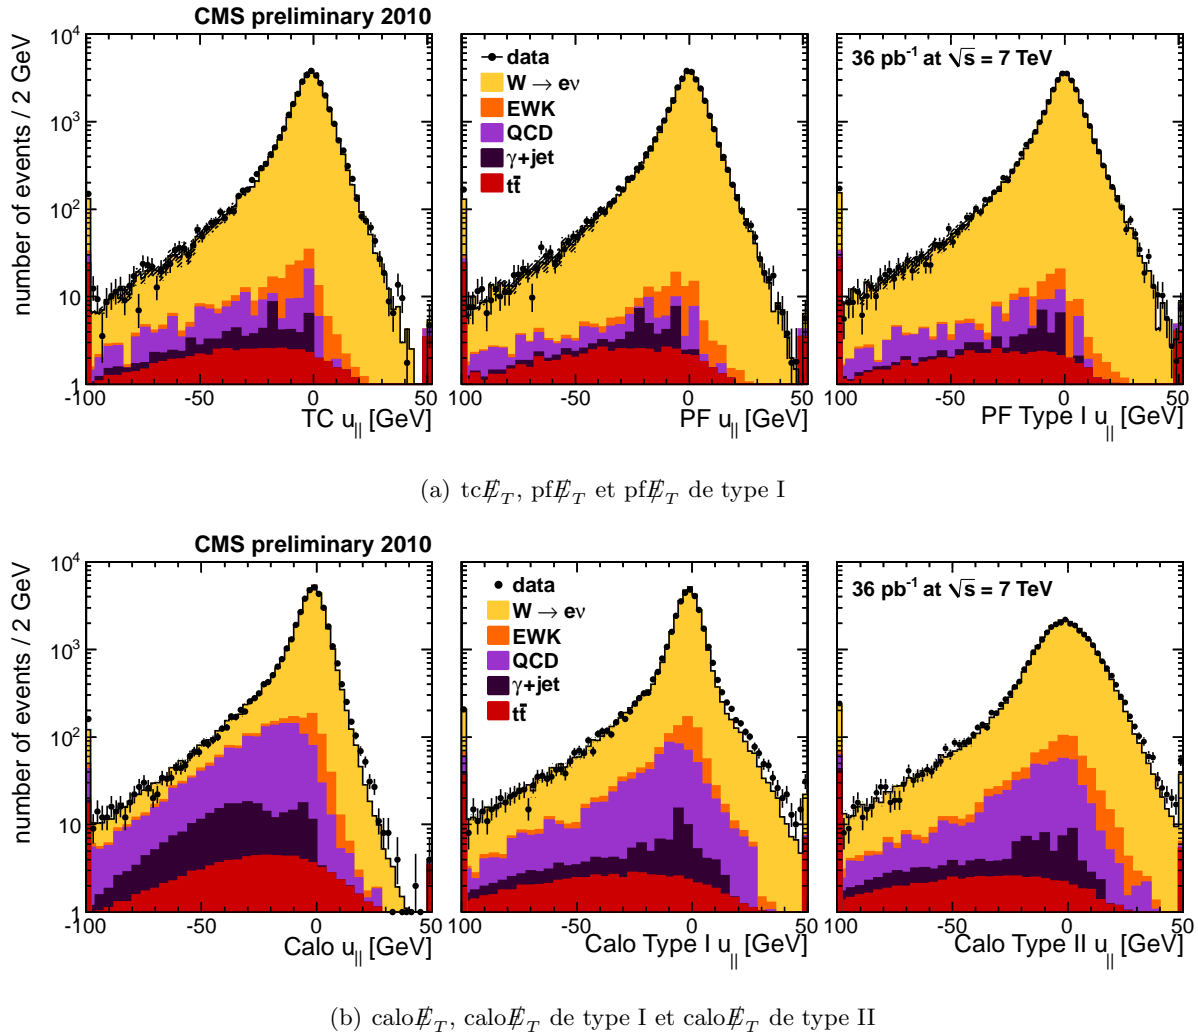 CMS preliminary 2010
number of events / 2 GeV
10^4
10^3
10^2
10
1
-100 -50 0 50
TC u_|| [GeV]
data
W → eν
EWK
QCD
γ+jet
tt̄
100 -50 0 50
PF u_|| [GeV]
36 pb^-1 at √s = 7 TeV
100 -50 0 50
PF Type I u_|| [GeV]
(a) tcE̸_T, pfE̸_T et pfE̸_T de type I
CMS preliminary 2010
number of events / 2 GeV
10^4
10^3
10^2
10
1
-100 -50 0 50
Calo u_|| [GeV]
data
W → eν
EWK
QCD
γ+jet
tt̄
100 -50 0 50
Calo Type I u_|| [GeV]
36 pb^-1 at √s = 7 TeV
100 -50 0 50
Calo Type II u_|| [GeV]
(b) caloE̸_T, caloE̸_T de type I et caloE̸_T de type II